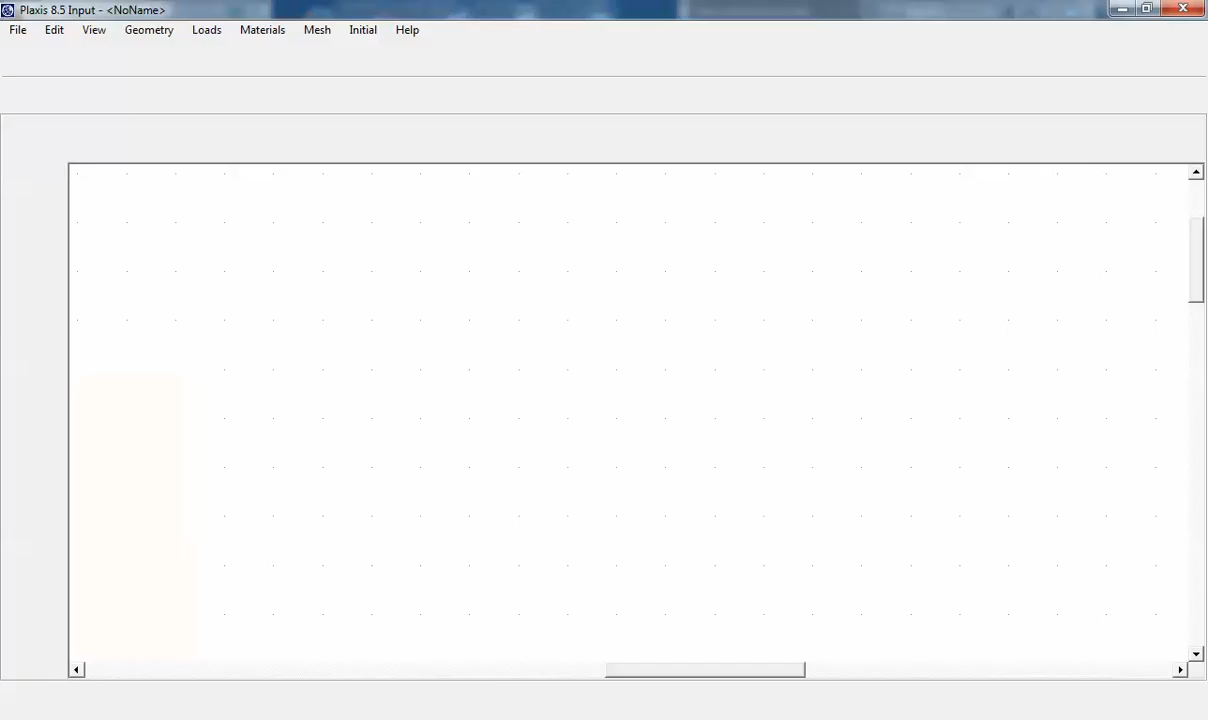 Plaxis 8.5 Input - <NoName>
File Edit View Geometry Loads Materials Mesh Initial Help